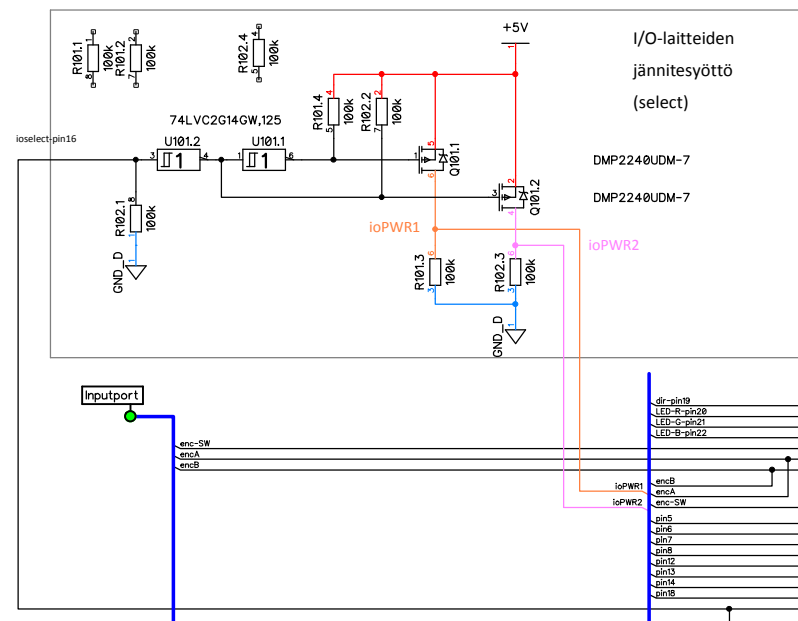 +5V
I/O-laitteiden
jännitesyöttö
(select)
R101.1
100k
1
8
R101.2
100k
2
7
R102.4
100k
4
5
74LVC2G14GW,125
R101.4
100k
4
5
R102.2
100k
2
7
1
ioselect-pin16
U101.2
3
1
4
U101.1
1
1
6
1
5
6
Q101.1
DMP2240UDM-7
2
3
4
Q101.2
DMP2240UDM-7
R102.1
100k
8
1
1
GND_D
ioPWR1
ioPWR2
R101.3
100k
6
3
R102.3
100k
6
3
1
GND_D
Inputport
enc-SW
encA
encB
dir-pin19
LED-R-pin20
LED-G-pin21
LED-B-pin22
encB
ioPWR1
encA
ioPWR2
enc-SW
pin5
pin6
pin7
pin8
pin12
pin13
pin14
pin18